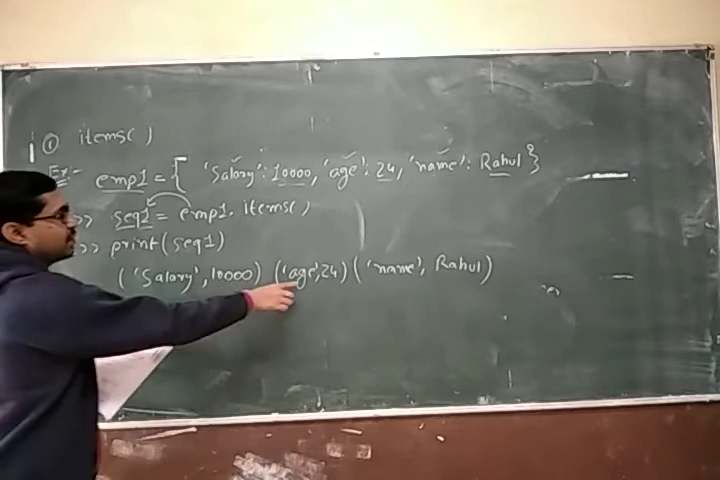 ① items()
Ex:- emp1 = { 'Salary': 10000, 'age': 24, 'name': Rahul }
>> seq1 = emp1.items()
>> print(seq1)
('Salary', 10000) ('age', 24) ('name', Rahul)